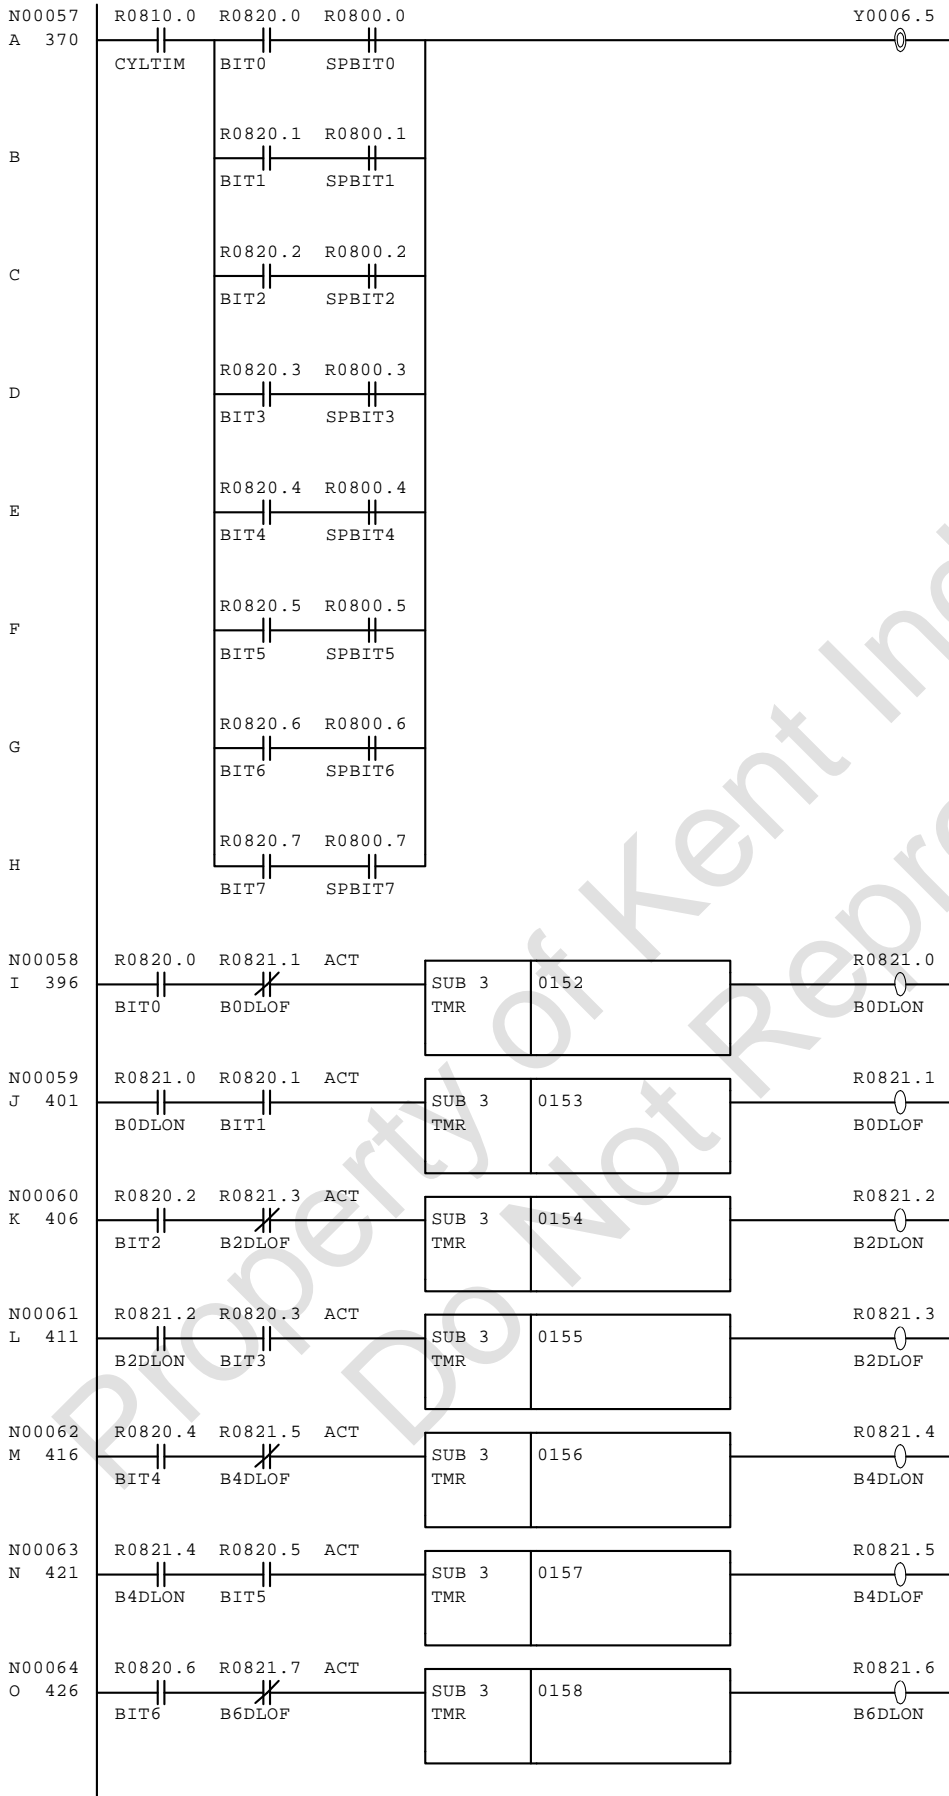 N00057 R0810.0 R0820.0 R0800.0 Y0006.5
A 370
CYLTIM BIT0 SPBIT0
R0820.1 R0800.1
B
BIT1 SPBIT1
R0820.2 R0800.2
C
BIT2 SPBIT2
R0820.3 R0800.3
D
BIT3 SPBIT3
R0820.4 R0800.4
E
BIT4 SPBIT4
R0820.5 R0800.5
F
BIT5 SPBIT5
R0820.6 R0800.6
G
BIT6 SPBIT6
R0820.7 R0800.7
H
BIT7 SPBIT7
N00058 R0820.0 R0821.1 ACT R0821.0
I 396 SUB 3 0152
BIT0 B0DLOF TMR B0DLON
N00059 R0821.0 R0820.1 ACT R0821.1
J 401 SUB 3 0153
B0DLON BIT1 TMR B0DLOF
N00060 R0820.2 R0821.3 ACT R0821.2
K 406 SUB 3 0154
BIT2 B2DLOF TMR B2DLON
N00061 R0821.2 R0820.3 ACT R0821.3
L 411 SUB 3 0155
B2DLON BIT3 TMR B2DLOF
N00062 R0820.4 R0821.5 ACT R0821.4
M 416 SUB 3 0156
BIT4 B4DLOF TMR B4DLON
N00063 R0821.4 R0820.5 ACT R0821.5
N 421 SUB 3 0157
B4DLON BIT5 TMR B4DLOF
N00064 R0820.6 R0821.7 ACT R0821.6
O 426 SUB 3 0158
BIT6 B6DLOF TMR B6DLON
Property of Kent
Do Not